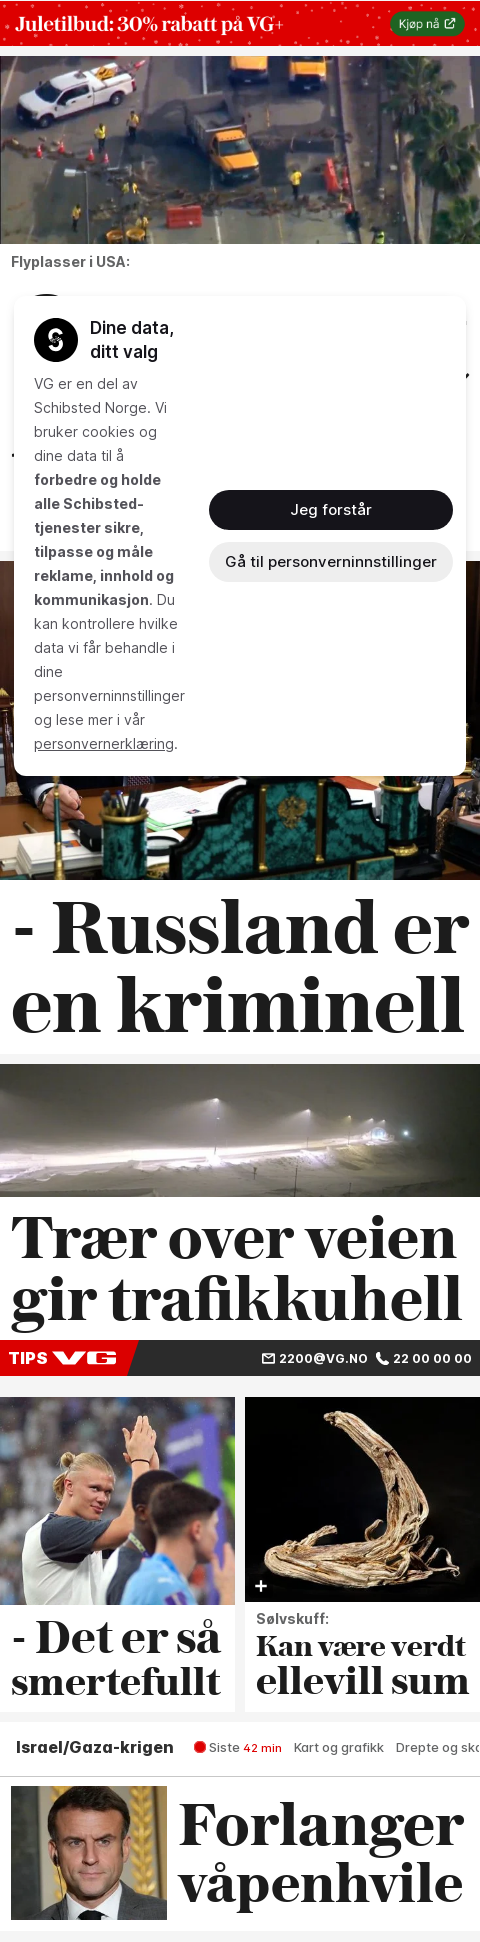 Juletilbud: 30% rabatt på VG+
Kjøp nå
Flyplasser i USA:
Dine data,
ditt valg
VG er en del av
Schibsted Norge. Vi
bruker cookies og
dine data til å
forbedre og holde
alle Schibsted-
tjenester sikre,
tilpasse og måle
reklame, innhold og
kommunikasjon. Du
kan kontrollere hvilke
data vi får behandle i
dine
personverninnstillinger
og lese mer i vår
personvernerklæring.
Jeg forstår
Gå til personverninnstillinger
- Russland er
en kriminell
Trær over veien
gir trafikkuhell
TIPS VG
2200@VG.NO 22 00 00 00
- Det er så
smertefullt
Sølvskuff:
Kan være verdt
ellevill sum
Israel/Gaza-krigen
Siste 42 min Kart og grafikk Drepte og
Forlanger
våpenhvile